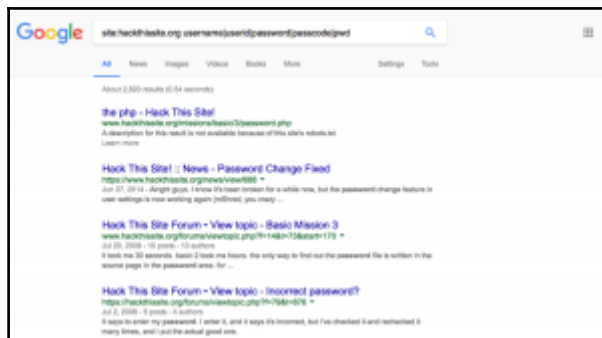 Google
site:hackthissite.org username|userid|password|passcode|pwd
All News Images Videos Books More Settings Tools
About 2,820 results (0.54 seconds)
the php - Hack This Site!
www.hackthissite.org/missions/basic/3/password.php
A description for this result is not available because of this site's robots.txt
Learn more
Hack This Site! :: News - Password Change Fixed
https://www.hackthissite.org/news/view/688
Jun 27, 2014 - Alright guys. I know it's been broken for a while now, but the password change feature in
user settings is now working again (mShred, you crazy ...
Hack This Site Forum • View topic - Basic Mission 3
www.hackthissite.org/forums/viewtopic.php?f=14&t=73&start=170
Jul 20, 2008 - 10 posts - 10 authors
it took me 30 seconds. basic 2 took me hours. the only way to find out the password file is written in the
source page in the password area. for ...
Hack This Site Forum • View topic - Incorrect password?
https://hackthissite.org/forums/viewtopic.php?f=76&t=876
Jul 2, 2008 - 5 posts - 4 authors
It says to enter my password. I enter it, and it says it's incorrect, but I've checked it and rechecked it
many times, and I put the actual good one.